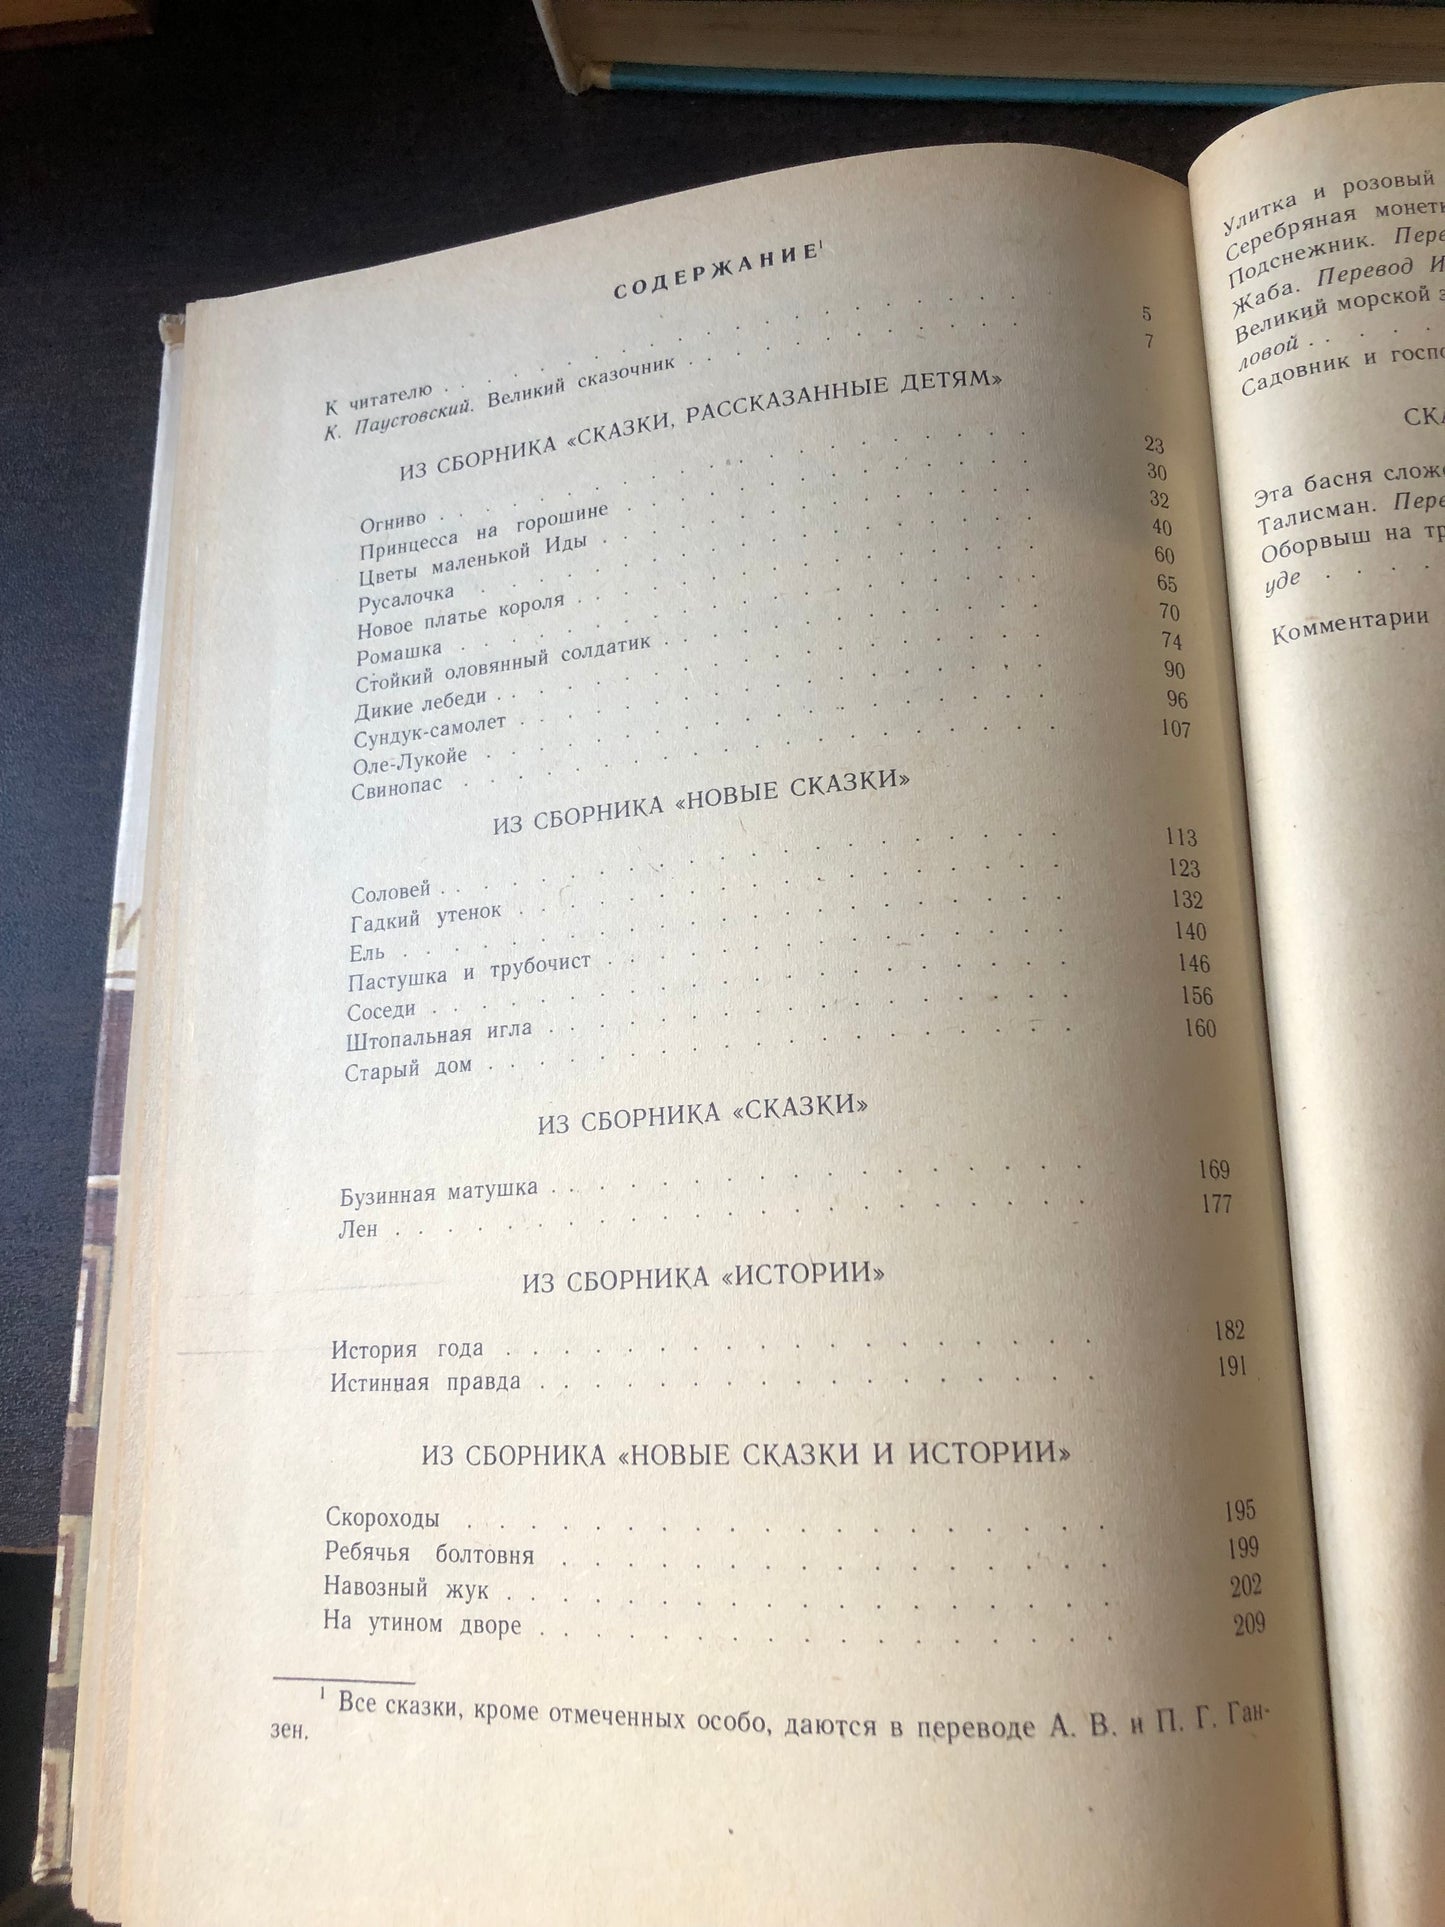 СОДЕРЖАНИЕ¹
К читателю . . . . . . . . . . . . . . . . 5
К. Паустовский. Великий сказочник . . . . . . . . . . . . 7
ИЗ СБОРНИКА «СКАЗКИ, РАССКАЗАННЫЕ ДЕТЯМ»
Огниво . . . . . . . . . . . . . . . . 23
Принцесса на горошине . . . . . . . . . . . . 30
Цветы маленькой Иды . . . . . . . . . . . . 32
Русалочка . . . . . . . . . . . . . . . . 40
Новое платье короля . . . . . . . . . . . . 60
Ромашка . . . . . . . . . . . . . . . . 65
Стойкий оловянный солдатик . . . . . . . . . . . . 70
Дикие лебеди . . . . . . . . . . . . . . . . 74
Сундук-самолет . . . . . . . . . . . . . . . . 90
Оле-Лукойе . . . . . . . . . . . . . . . . 96
Свинопас . . . . . . . . . . . . . . . . 107
ИЗ СБОРНИКА «НОВЫЕ СКАЗКИ»
Соловей . . . . . . . . . . . . . . . . 113
Гадкий утенок . . . . . . . . . . . . . . . . 123
Ель . . . . . . . . . . . . . . . . 132
Пастушка и трубочист . . . . . . . . . . . . 140
Соседи . . . . . . . . . . . . . . . . 146
Штопальная игла . . . . . . . . . . . . . . . . 156
Старый дом . . . . . . . . . . . . . . . . 160
ИЗ СБОРНИКА «СКАЗКИ»
Бузинная матушка . . . . . . . . . . . . . . . . 169
Лен . . . . . . . . . . . . . . . . 177
ИЗ СБОРНИКА «ИСТОРИИ»
История года . . . . . . . . . . . . . . . . 182
Истинная правда . . . . . . . . . . . . . . . . 191
ИЗ СБОРНИКА «НОВЫЕ СКАЗКИ И ИСТОРИИ»
Скороходы . . . . . . . . . . . . . . . . 195
Ребячья болтовня . . . . . . . . . . . . . . . . 199
Навозный жук . . . . . . . . . . . . . . . . 202
На утином дворе . . . . . . . . . . . . . . . . 209
¹ Все сказки, кроме отмеченных особо, даются в переводе А. В. и П. Г. Ган-
зен.
Улитка и розовый
Серебряная
Подснежник.
Жаба. Перевод И
Великий морской
ловой . . . .
Садовник и
Эта басня
Талисман.
Оборвыш на
уде . . . .
Комментарии